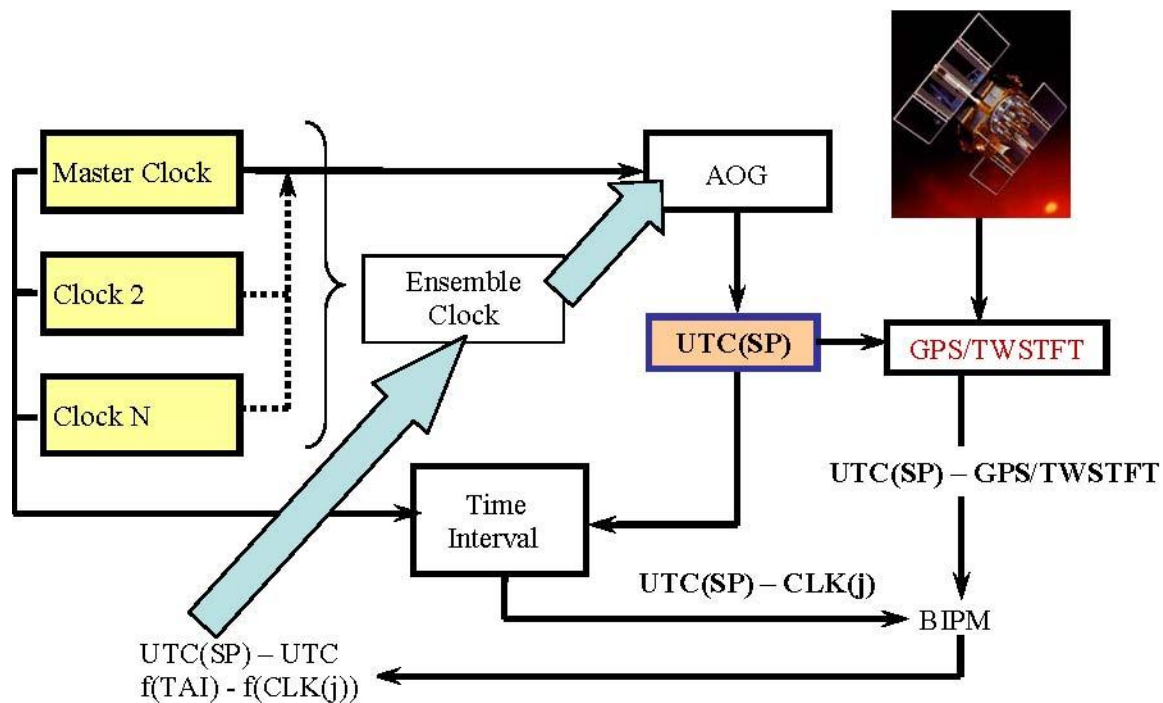 Master Clock
Clock 2
Clock N
Ensemble
Clock
AOG
UTC(SP)
GPS/TWSTFT
UTC(SP) – GPS/TWSTFT
Time
Interval
UTC(SP) – CLK(j)
BIPM
UTC(SP) – UTC
f(TAI) - f(CLK(j))